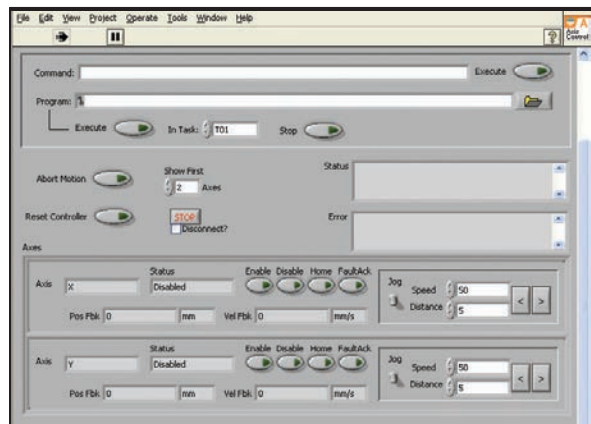 File Edit View Project Operate Tools Window Help
?
Axis
Control
Command: Execute
Program:
Execute In Task: T01 Stop
Abort Motion Show First 2 Axes Status
Reset Controller STOP Disconnect? Error
Axes
Axis X Status Disabled Enable Disable Home FaultAck Jog Speed 50
Distance 5 < >
Pos Fbk 0 mm Vel Fbk 0 mm/s
Axis Y Status Disabled Enable Disable Home FaultAck Jog Speed 50
Distance 5 < >
Pos Fbk 0 mm Vel Fbk 0 mm/s